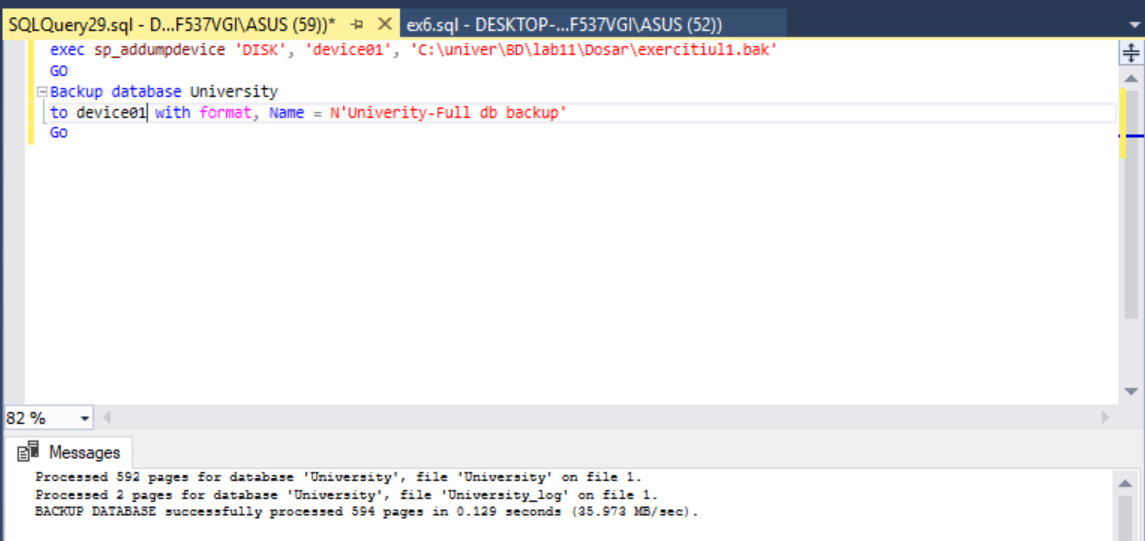 SQLQuery29.sql - D...F537VGI\ASUS (59))* ex6.sql - DESKTOP-...F537VGI\ASUS (52))
exec sp_addumpdevice 'DISK', 'device01', 'C:\univer\BD\lab11\Dosar\exercitiul1.bak'
GO
Backup database University
to device01 with format, Name = N'Univerity-Full db backup'
Go
82 %
Messages
Processed 592 pages for database 'University', file 'University' on file 1.
Processed 2 pages for database 'University', file 'University_log' on file 1.
BACKUP DATABASE successfully processed 594 pages in 0.129 seconds (35.973 MB/sec).